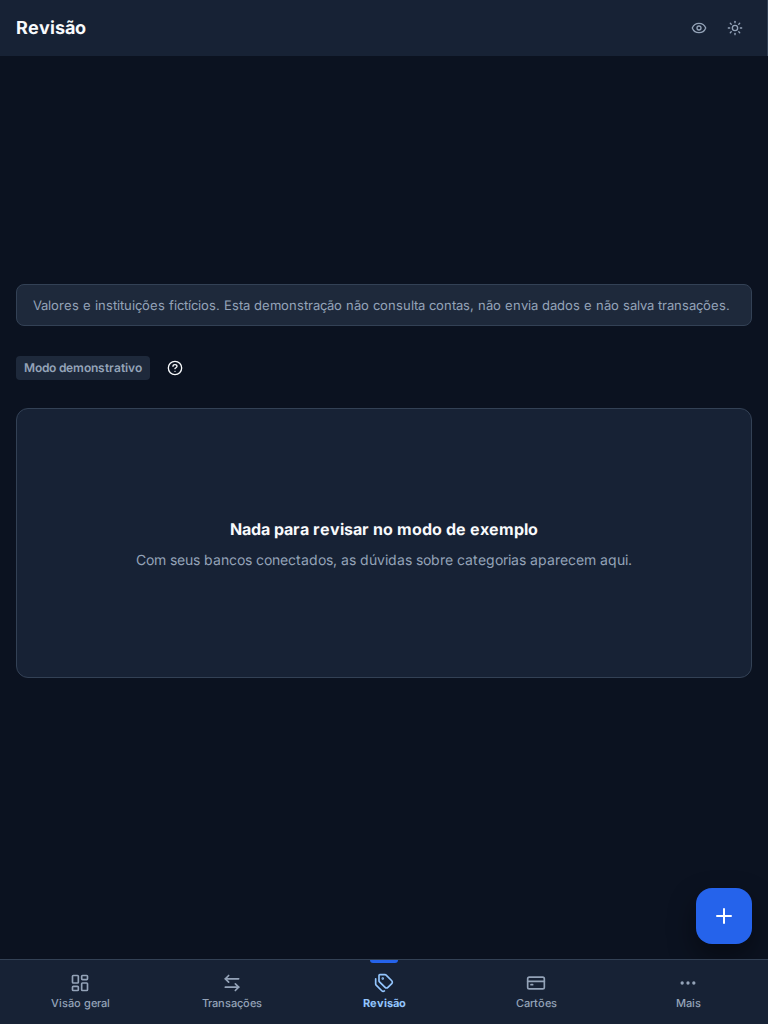 Revisão
Valores e instituições fictícios. Esta demonstração não consulta contas, não envia dados e não salva transações.
Modo demonstrativo
Nada para revisar no modo de exemplo
Com seus bancos conectados, as dúvidas sobre categorias aparecem aqui.
Visão geral
Transações
Revisão
Cartões
Mais